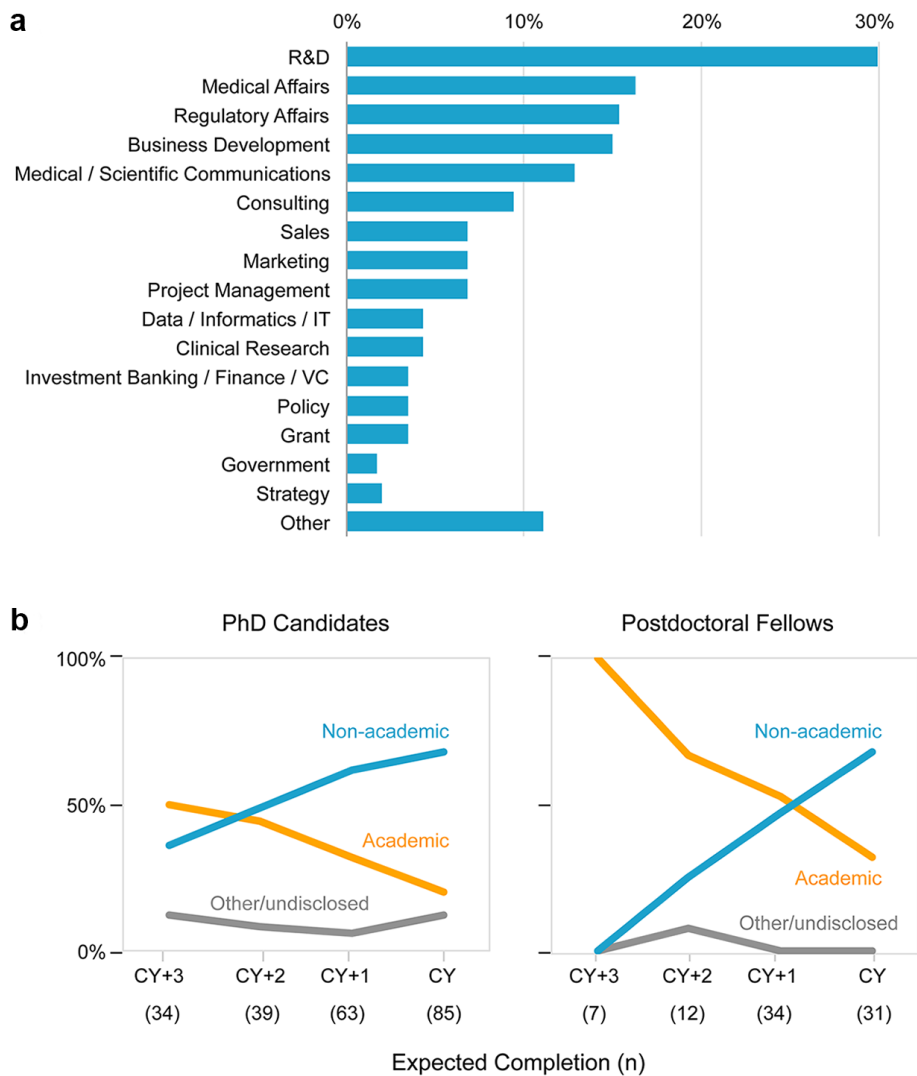 a
0% 10% 20% 30%
R&D
Medical Affairs
Regulatory Affairs
Business Development
Medical / Scientific Communications
Consulting
Sales
Marketing
Project Management
Data / Informatics / IT
Clinical Research
Investment Banking / Finance / VC
Policy
Grant
Government
Strategy
Other
b
PhD Candidates
100%
50%
0%
Non-academic
Academic
Other/undisclosed
CY+3 CY+2 CY+1 CY
(34) (39) (63) (85)
Postdoctoral Fellows
Non-academic
Academic
Other/undisclosed
CY+3 CY+2 CY+1 CY
(7) (12) (34) (31)
Expected Completion (n)